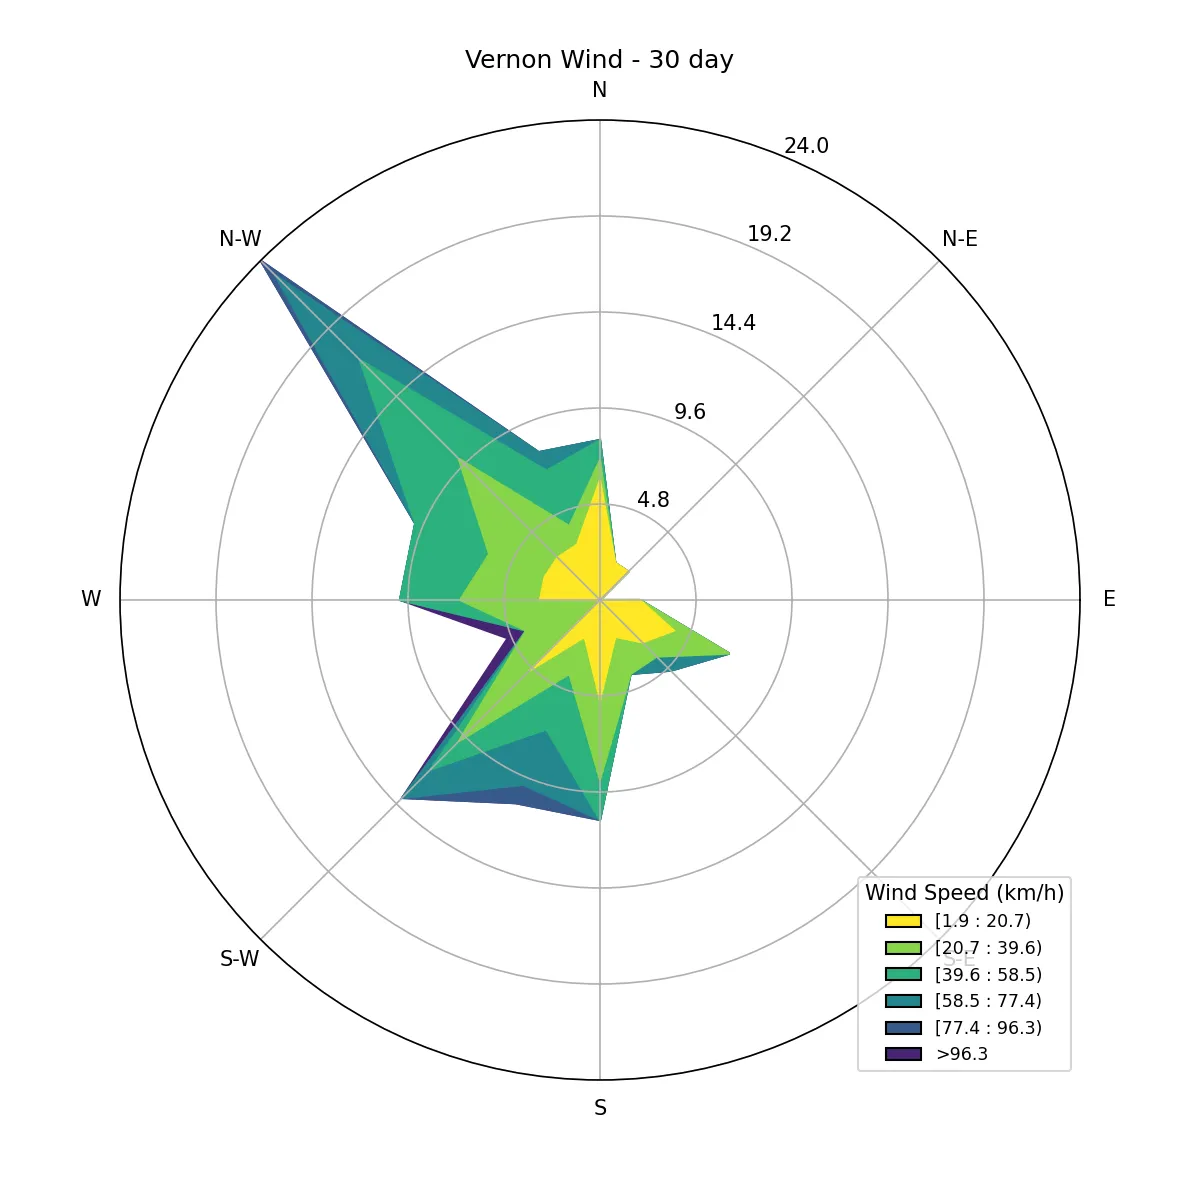 Vernon Wind - 30 day
N
24.0
19.2
N-W
N-E
14.4
9.6
4.8
W
E
Wind Speed (km/h)
[1.9 : 20.7)
[20.7 : 39.6)
S-W
S-E
[39.6 : 58.5)
[58.5 : 77.4)
[77.4 : 96.3)
>96.3
S